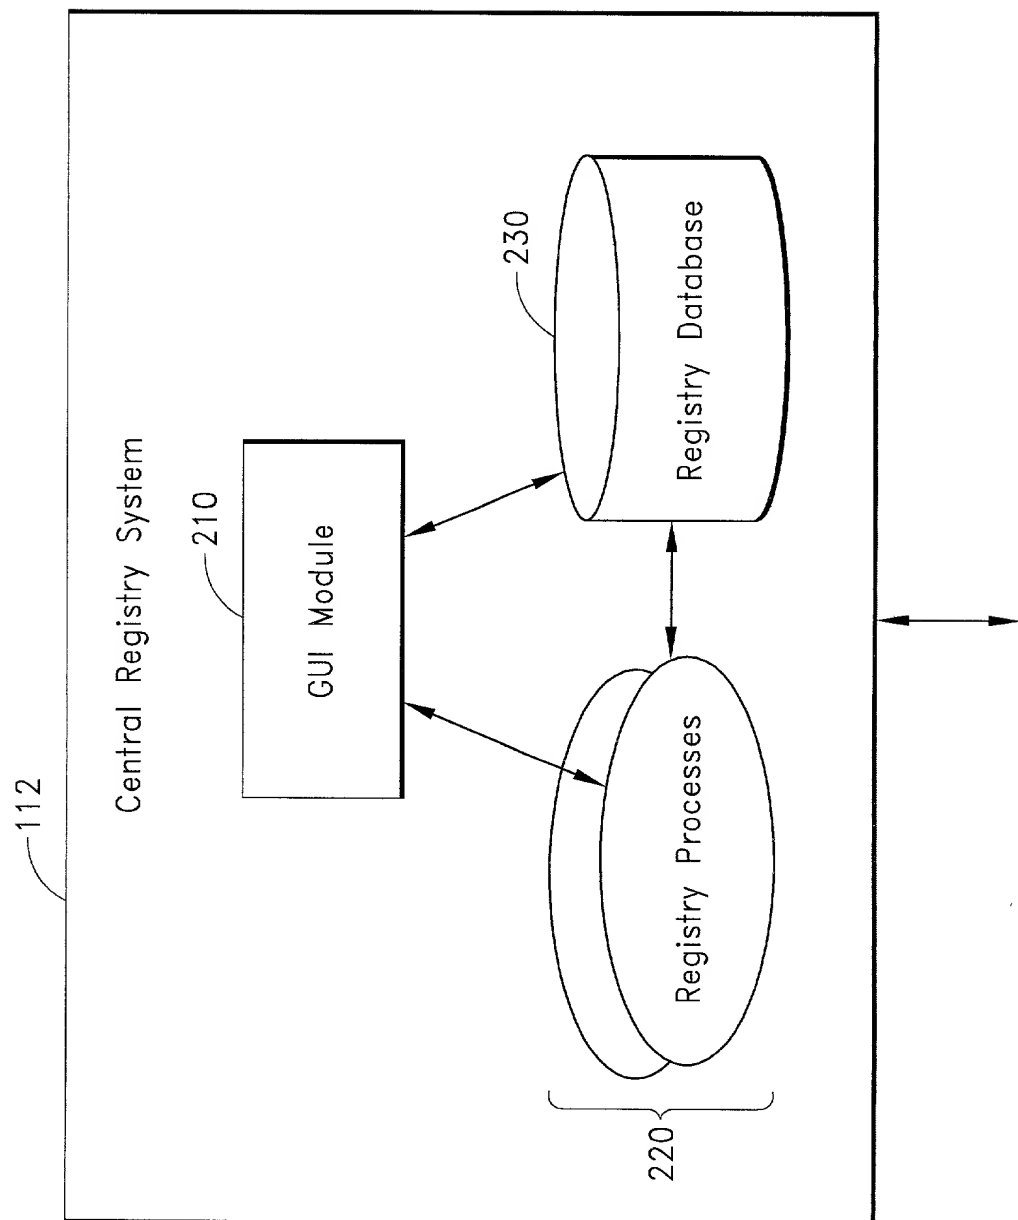 112
Central Registry System
210
GUI Module
220
Registry Processes
230
Registry Database